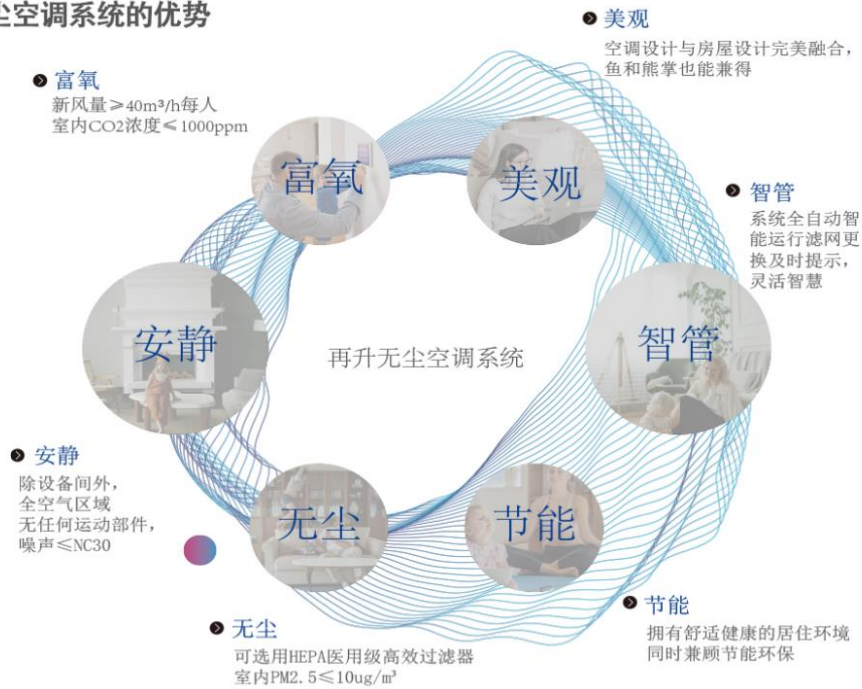 尘空调系统的优势
美观
空调设计与房屋设计完美融合，
鱼和熊掌也能兼得
富氧
新风量≥40m³/h每人
室内CO2浓度≤1000ppm
富氧
美观
智管
系统全自动智
能运行滤网更
换及时提示，
灵活智慧
安静
再升无尘空调系统
智管
安静
除设备间外，
全空气区域
无任何运动部件，
噪声≤NC30
无尘
节能
节能
拥有舒适健康的居住环境
同时兼顾节能环保
无尘
可选用HEPA医用级高效过滤器
室内PM2.5≤10ug/m³